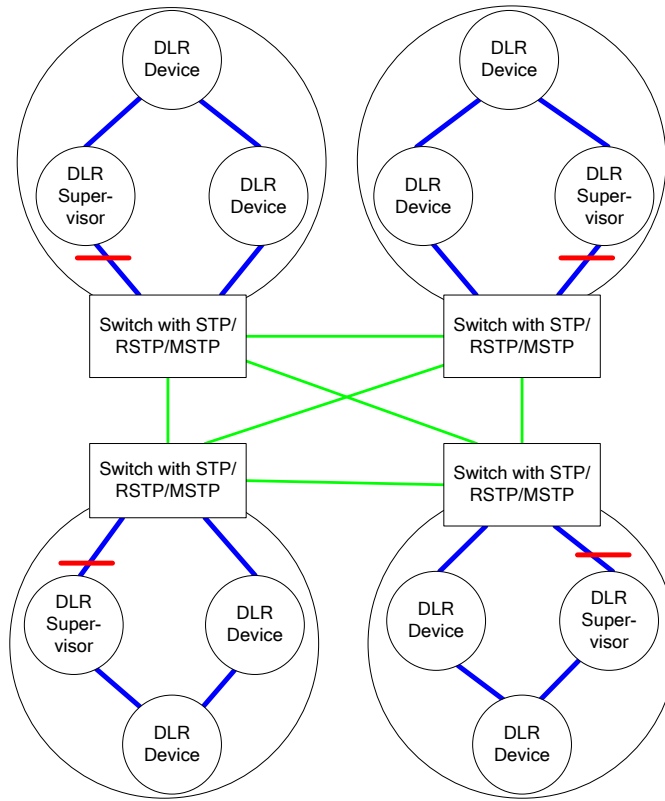 DLR
Device
DLR
Device
DLR
Super-
visor
DLR
Device
DLR
Device
DLR
Super-
visor
Switch with STP/
RSTP/MSTP
Switch with STP/
RSTP/MSTP
Switch with STP/
RSTP/MSTP
Switch with STP/
RSTP/MSTP
DLR
Super-
visor
DLR
Device
DLR
Device
DLR
Super-
visor
DLR
Device
DLR
Device